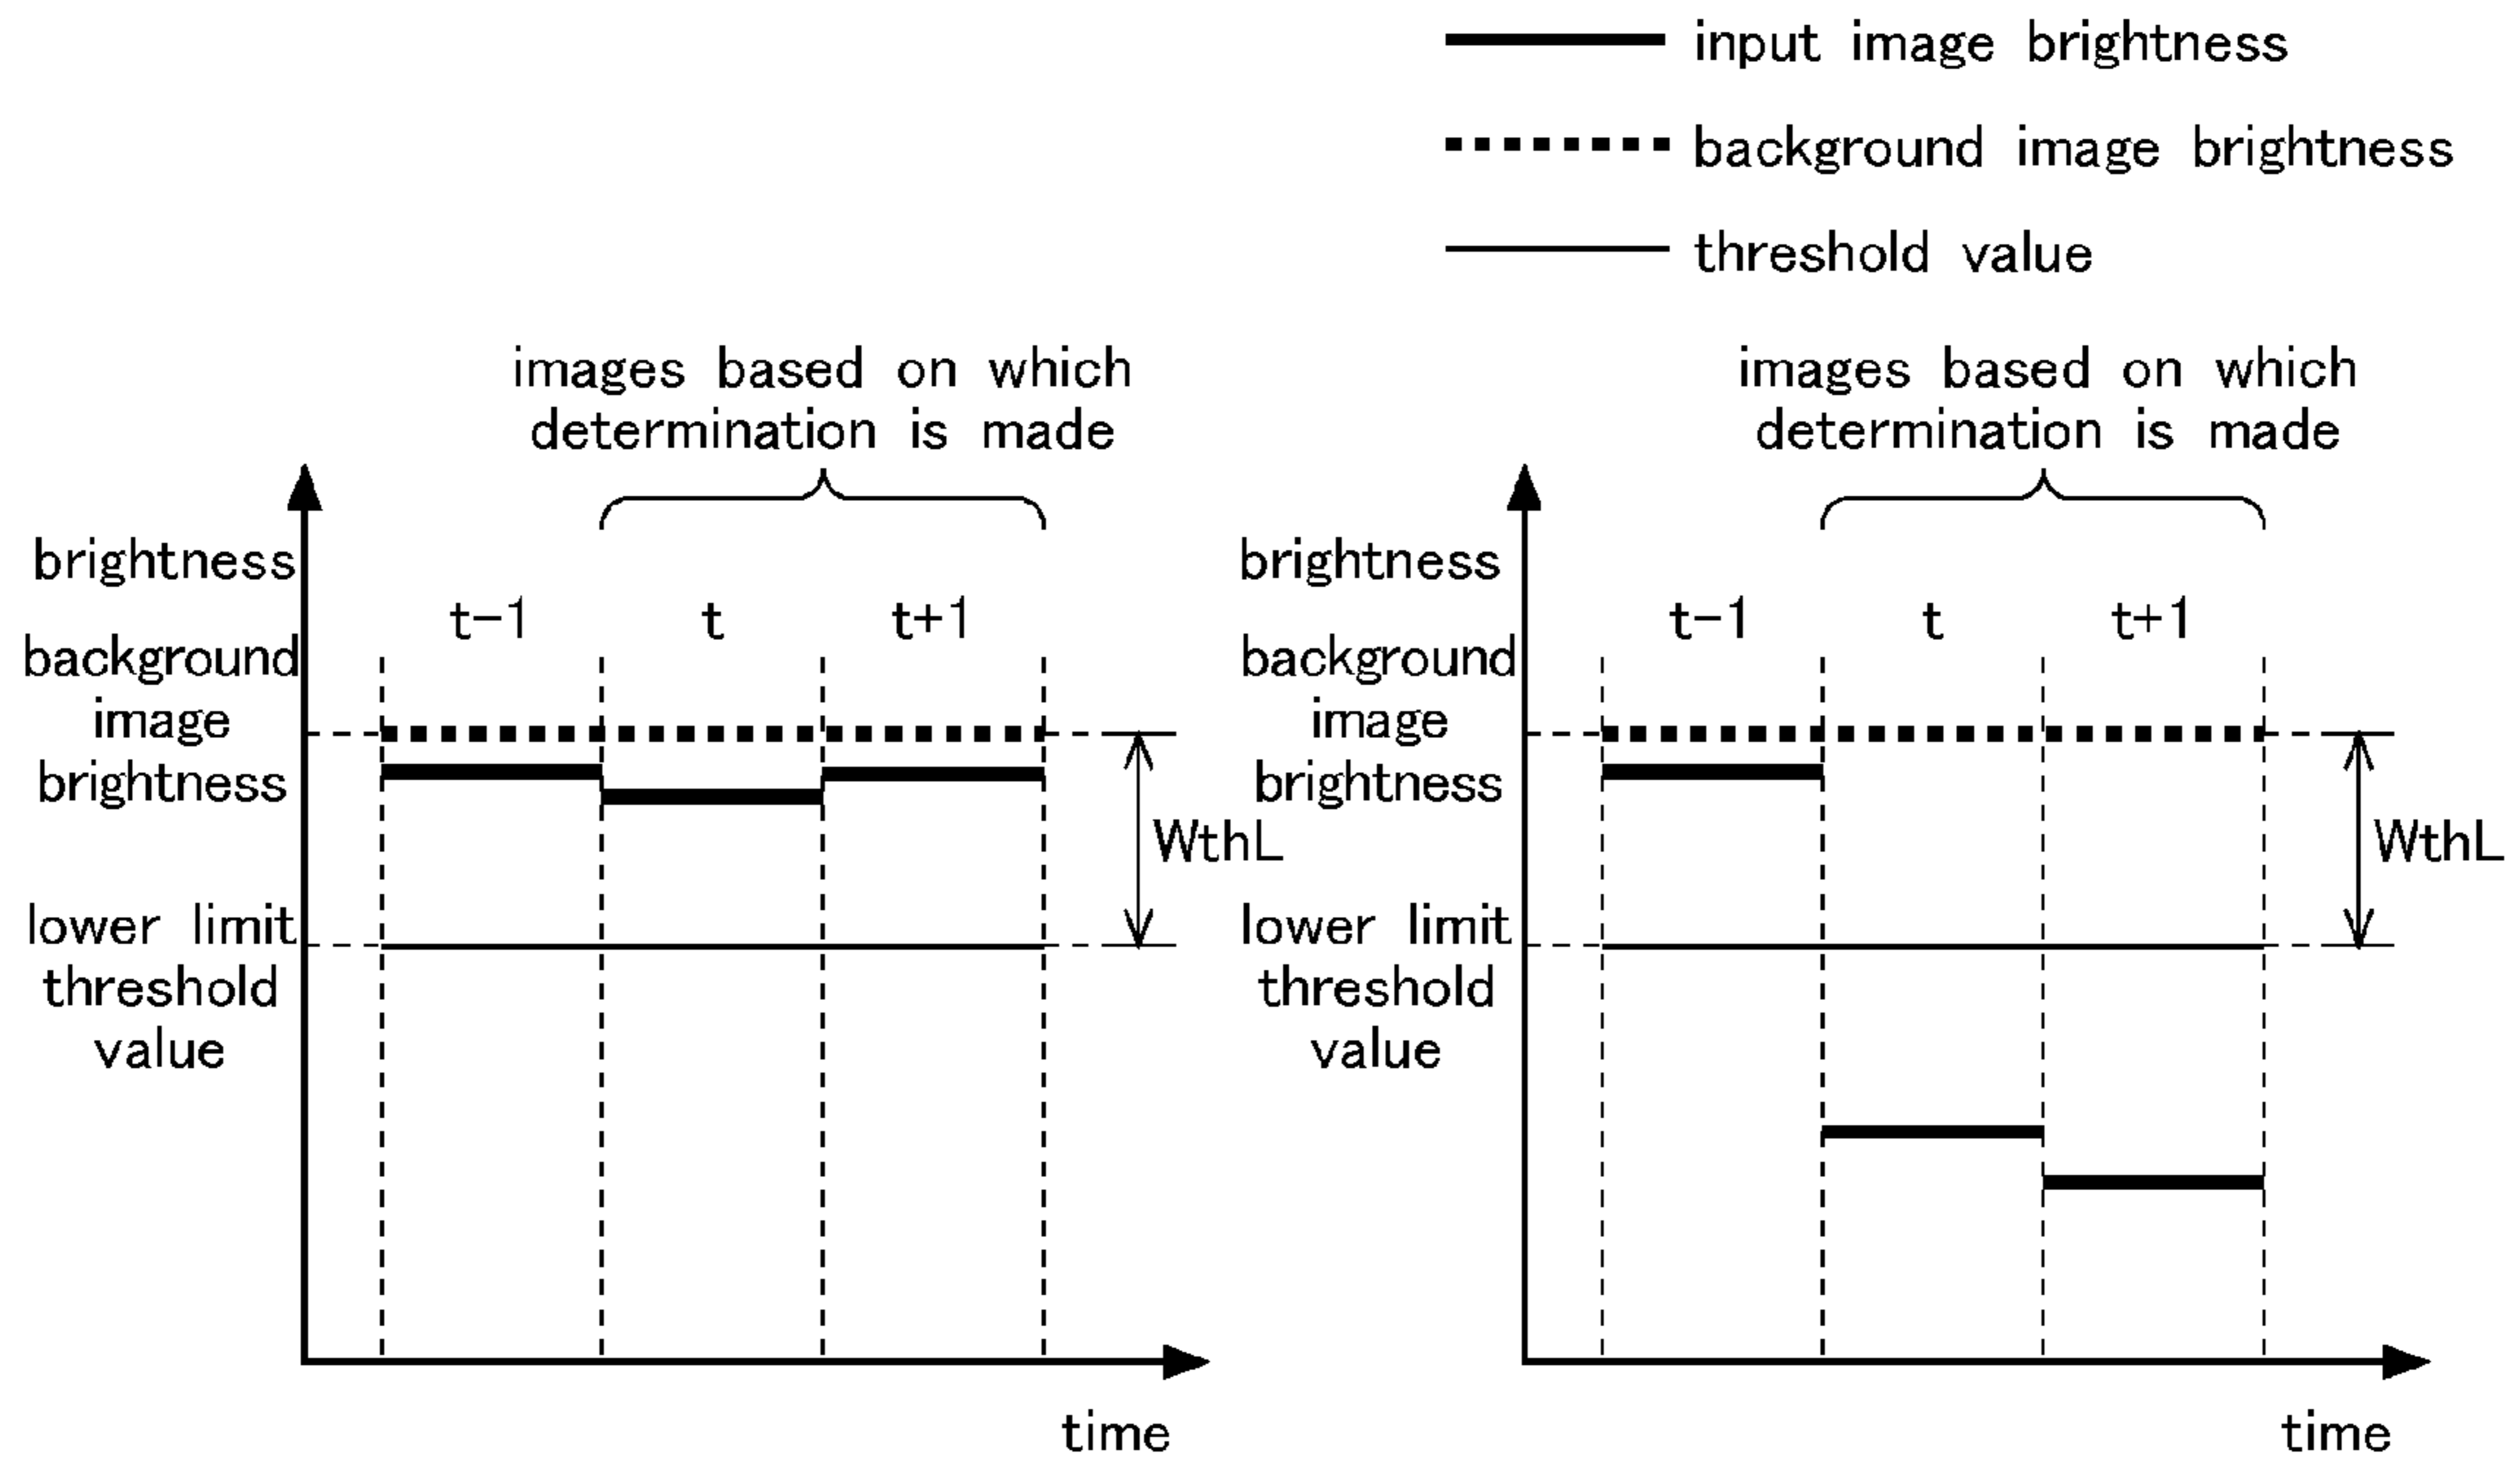 input image brightness
background image brightness
threshold value
images based on which
determination is made
brightness
t-1
t
t+1
background
image
brightness
WthL
lower limit
threshold
value
time
images based on which
determination is made
brightness
t-1
t
t+1
background
image
brightness
WthL
lower limit
threshold
value
time